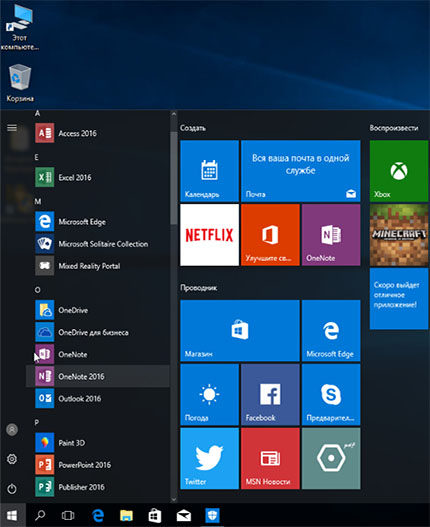 Этот
компьюте...
Корзина
A
Access 2016
E
Excel 2016
M
Microsoft Edge
Microsoft Solitaire Collection
Mixed Reality Portal
O
OneDrive
OneDrive для бизнеса
OneNote
OneNote 2016
Outlook 2016
P
Paint 3D
PowerPoint 2016
Publisher 2016
Создать
Календарь
Вся ваша почта в одной
службе
Почта
NETFLIX
Улучшите св...
OneNote
Проводник
Магазин
Microsoft Edge
Погода
Facebook
Предварител...
Twitter
MSN Новости
Воспроизвести
Xbox
MINECRAFT
Скоро выйдет
отличное
приложение!